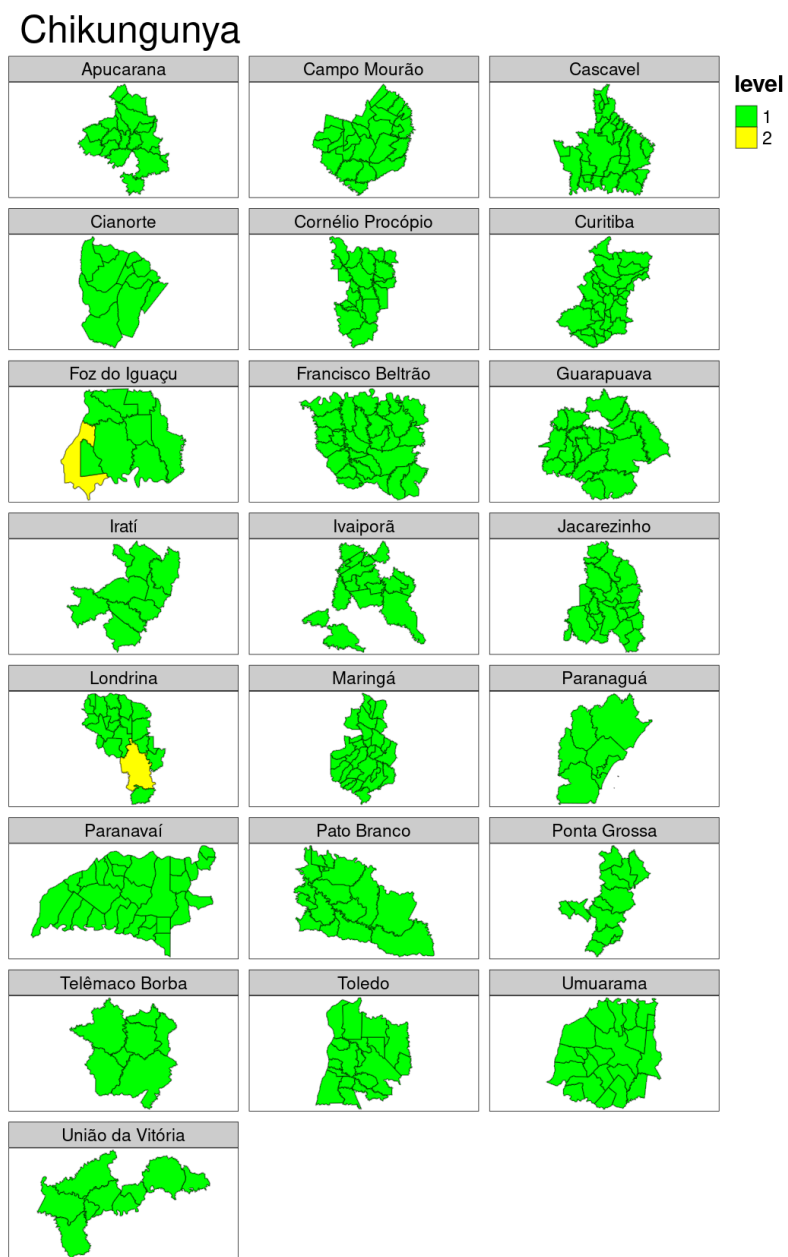 Chikungunya
Apucarana
Campo Mourão
Cascavel
level
1
2
Cianorte
Cornélio Procópio
Curitiba
Foz do Iguaçu
Francisco Beltrão
Guarapuava
Iratí
Ivaiporã
Jacarezinho
Londrina
Maringá
Paranaguá
Paranavaí
Pato Branco
Ponta Grossa
Telêmaco Borba
Toledo
Umuarama
União da Vitória